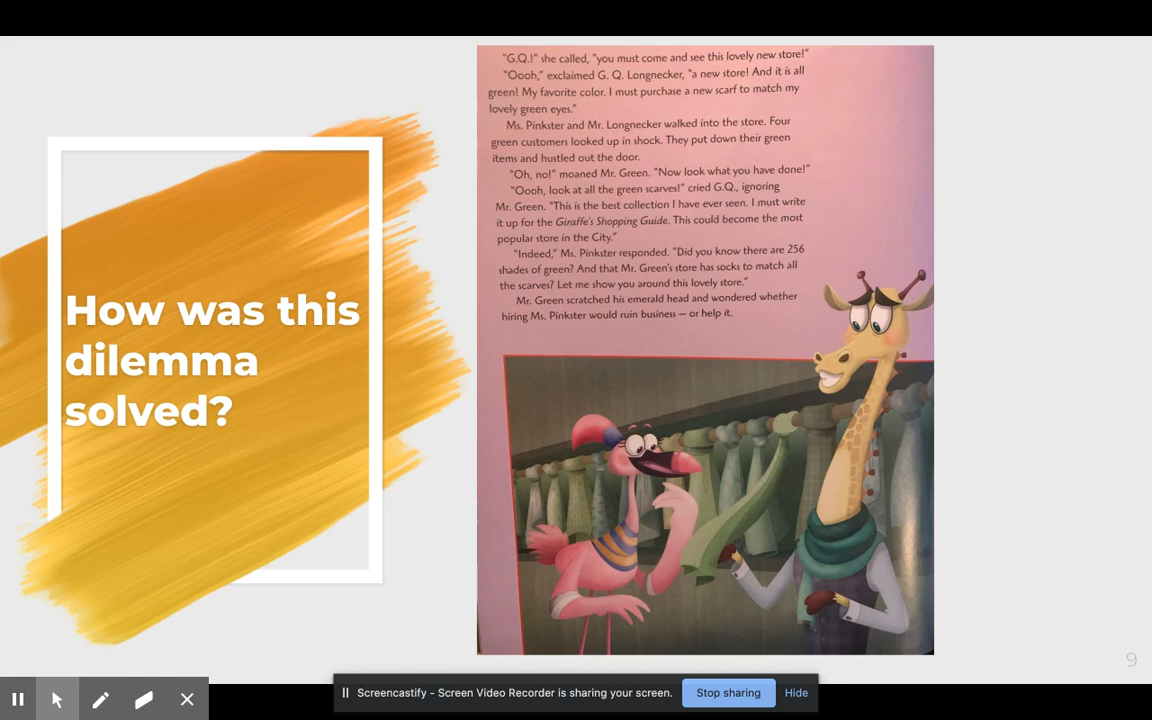 "G.Q.!" she called, "you must come and see this lovely new store!"
"Oooh," exclaimed G. Q. Longnecker, "a new store! And it is all
green! My favorite color. I must purchase a new scarf to match my
lovely green eyes."
Ms. Pinkster and Mr. Longnecker walked into the store. Four
green customers looked up in shock. They put down their green
items and hustled out the door.
"Oh, no!" moaned Mr. Green. "Now look what you have done!"
"Oooh, look at all the green scarves!" cried G.Q., ignoring
Mr. Green. "This is the best collection I have ever seen. I must write
it up for the Giraffe's Shopping Guide. This could become the most
popular store in the City."
"Indeed," Ms. Pinkster responded. "Did you know there are 256
shades of green? And that Mr. Green's store has socks to match all
the scarves? Let me show you around this lovely store."
Mr. Green scratched his emerald head and wondered whether
hiring Ms. Pinkster would ruin business — or help it.
How was this
dilemma
solved?
9
Screencastify - Screen Video Recorder is sharing your screen.
Stop sharing
Hide